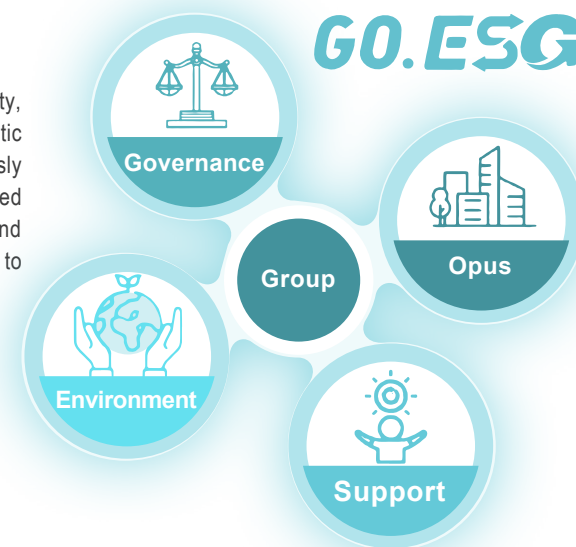 GO.ESG
ty,
tic
sly
ed
nd
to
Governance
Opus
Group
Environment
Support